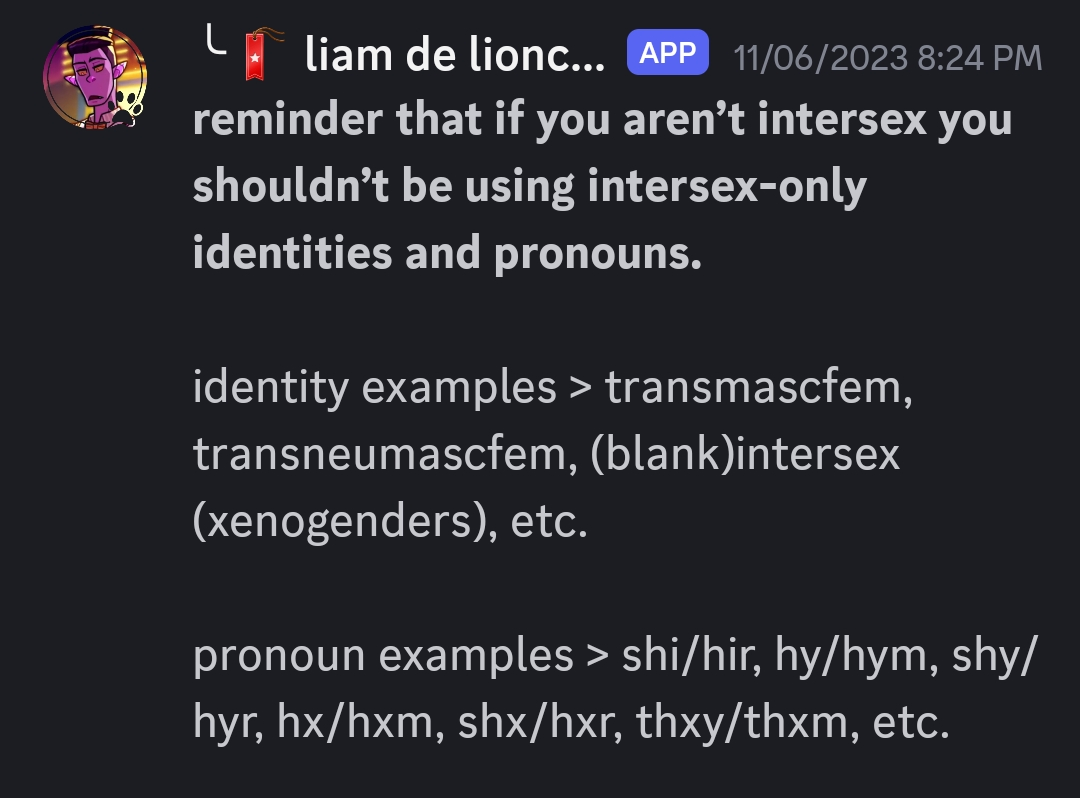 liam de lionc... APP 11/06/2023 8:24 PM
reminder that if you aren’t intersex you
shouldn’t be using intersex-only
identities and pronouns.
identity examples > transmascfem,
transneumascfem, (blank)intersex
(xenogenders), etc.
pronoun examples > shi/hir, hy/hym, shy/
hyr, hx/hxm, shx/hxr, thxy/thxm, etc.